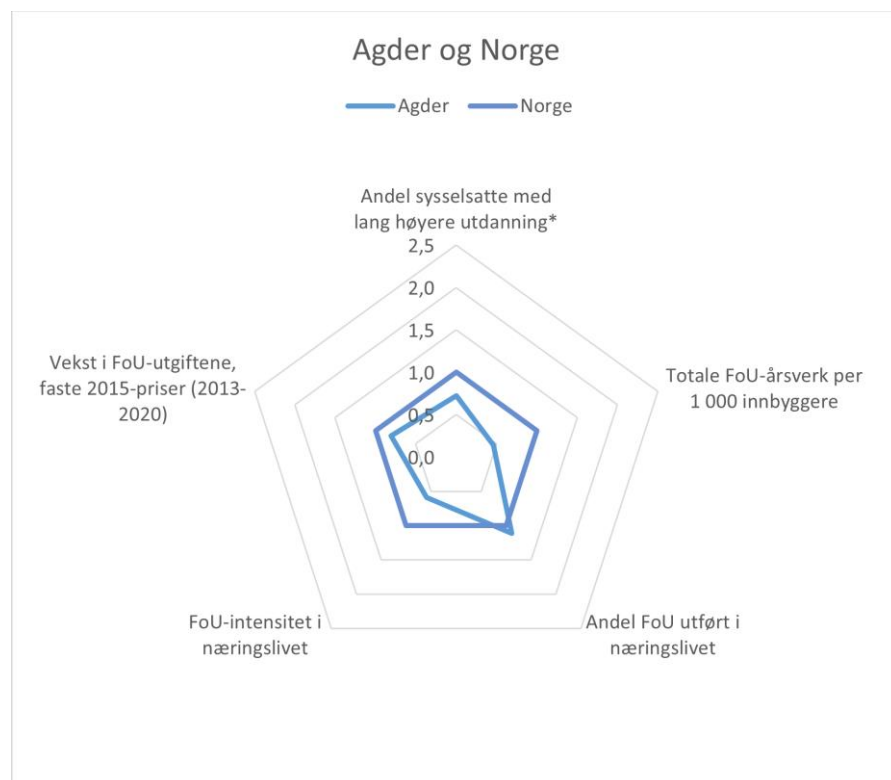 Agder og Norge
Agder
Norge
Andel sysselsatte med
lang høyere utdanning*
2,5
2,0
1,5
1,0
0,5
0,0
Totale FoU-årsverk per
1 000 innbyggere
Andel FoU utført i
næringslivet
FoU-intensitet i
næringslivet
Vekst i FoU-utgiftene,
faste 2015-priser (2013-
2020)